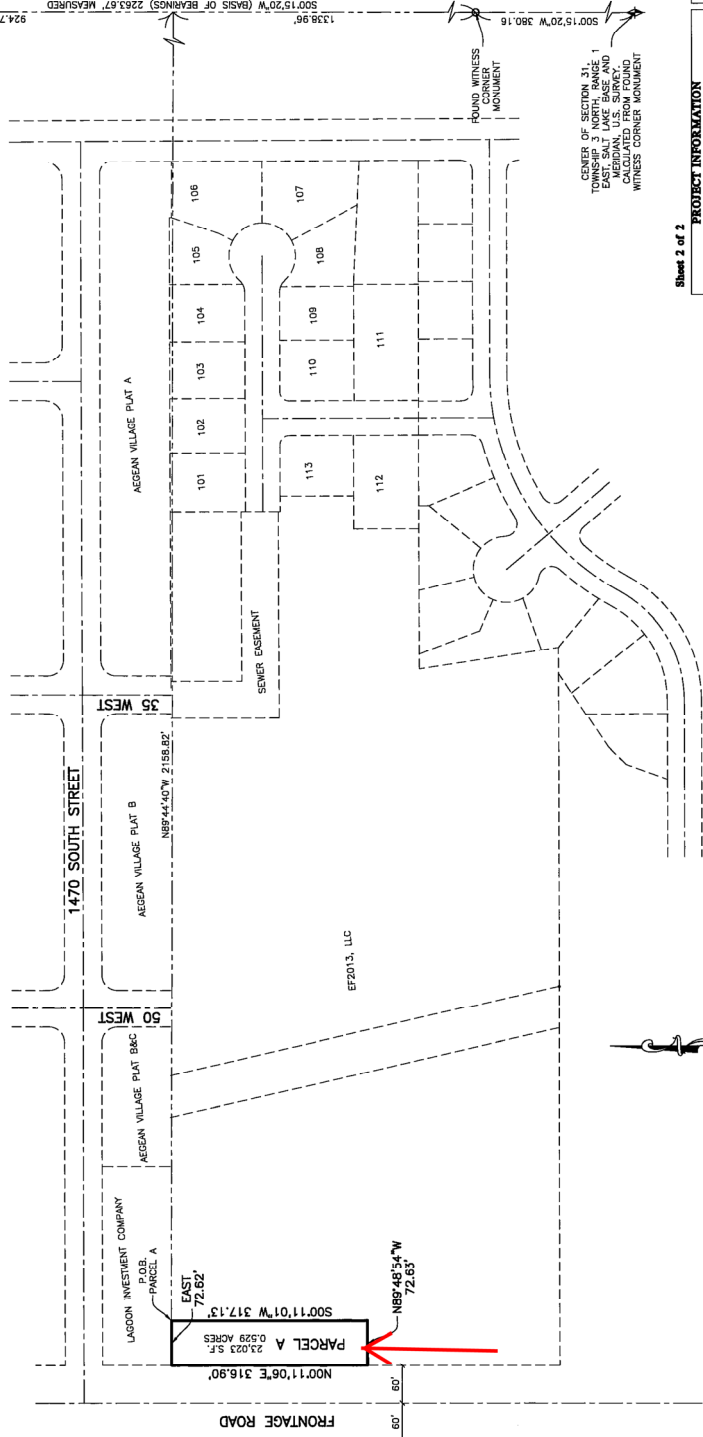 924.7
S00°15'20"W (BASIS OF BEARINGS) 2263.67' MEASURED
1338.96'
S00°15'20"W 380.16
FOUND WITNESS
CORNER
MONUMENT
CENTER OF SECTION 31,
TOWNSHIP 3 NORTH, RANGE 1
EAST, SALT LAKE BASE AND
MERIDIAN, U.S. SURVEY.
CALCULATED FROM FOUND
WITNESS CORNER MONUMENT
Sheet 2 of 2
PROJECT INFORMATION
106
107
105
108
104
109
103
110
111
102
101
113
112
AEGEAN VILLAGE PLAT A
SEWER EASEMENT
35 WEST
N89°44'40"W 2158.82'
1470 SOUTH STREET
AEGEAN VILLAGE PLAT B
EF2013, LLC
50 WEST
AEGEAN VILLAGE PLAT B&C
LAGOON INVESTMENT COMPANY
P.O.B.
PARCEL A
EAST
72.62'
S00°11'01"W 317.13'
PARCEL A
23,023 S.F.
0.529 ACRES
N89°48'54"W
72.63'
N00°11'06"E 316.90'
60'
60'
FRONTAGE ROAD